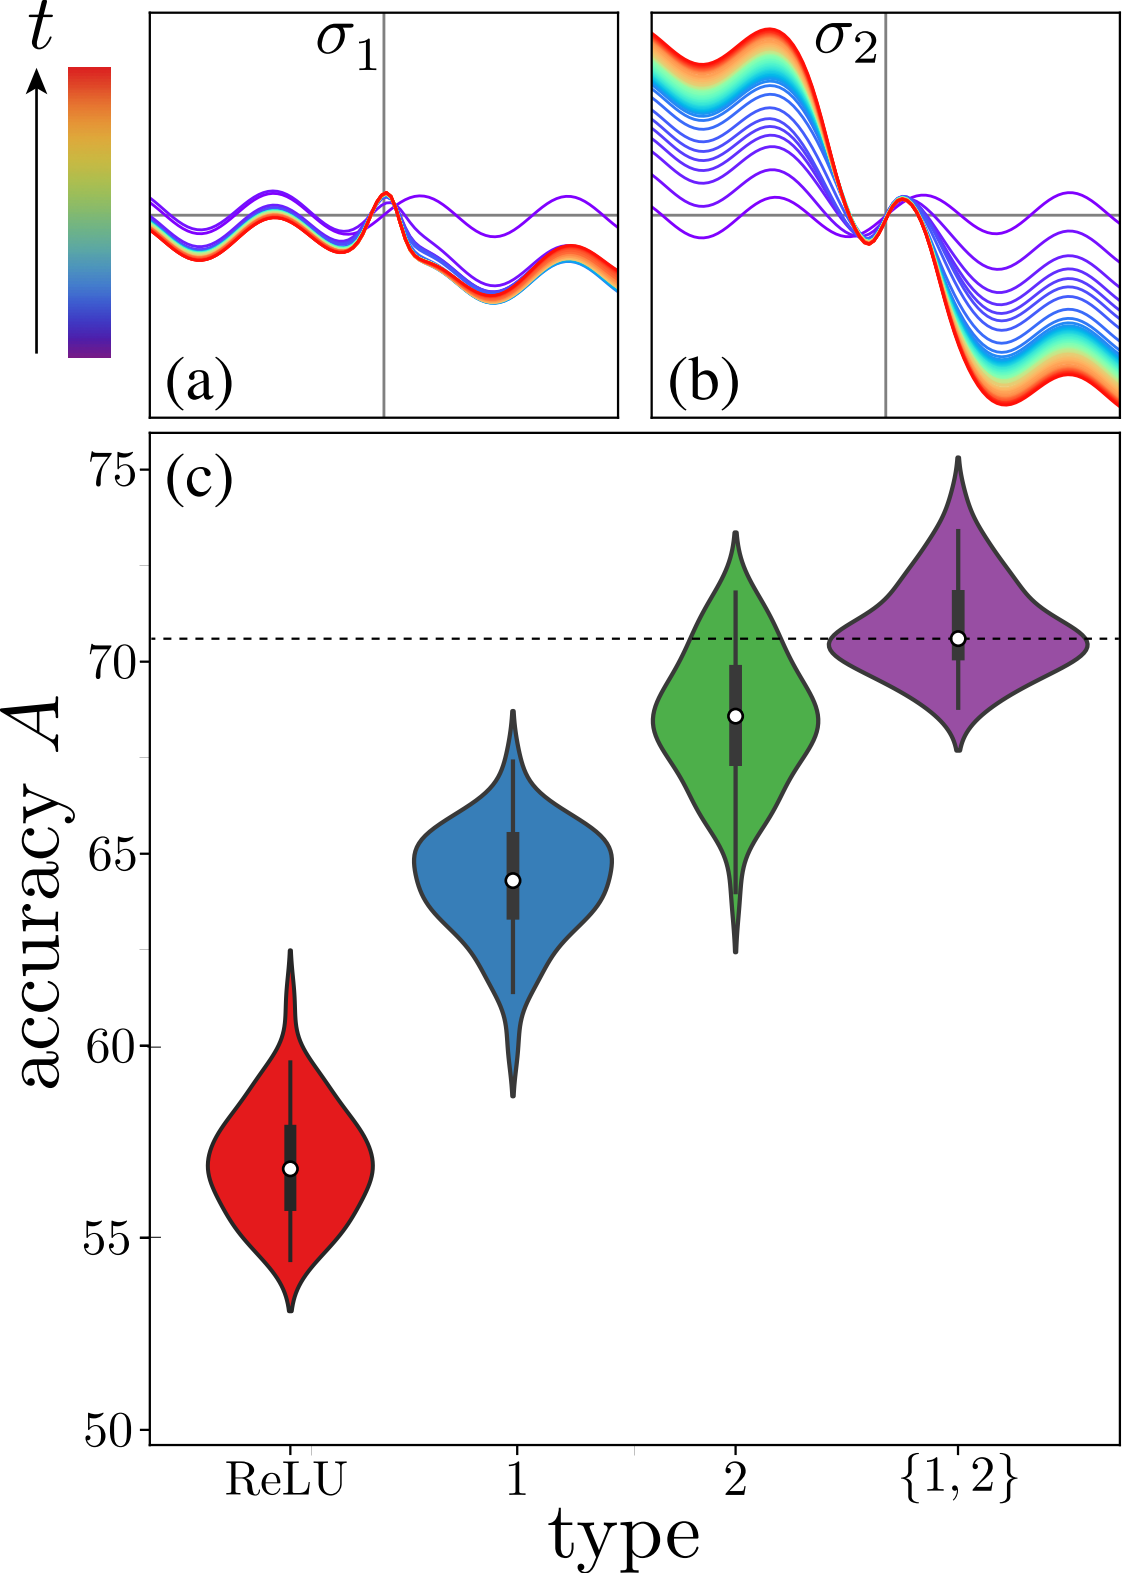 t
σ1
σ2
(a)
(b)
(c)
75
70
65
60
55
50
accuracy A
ReLU 1 2 {1, 2}
type